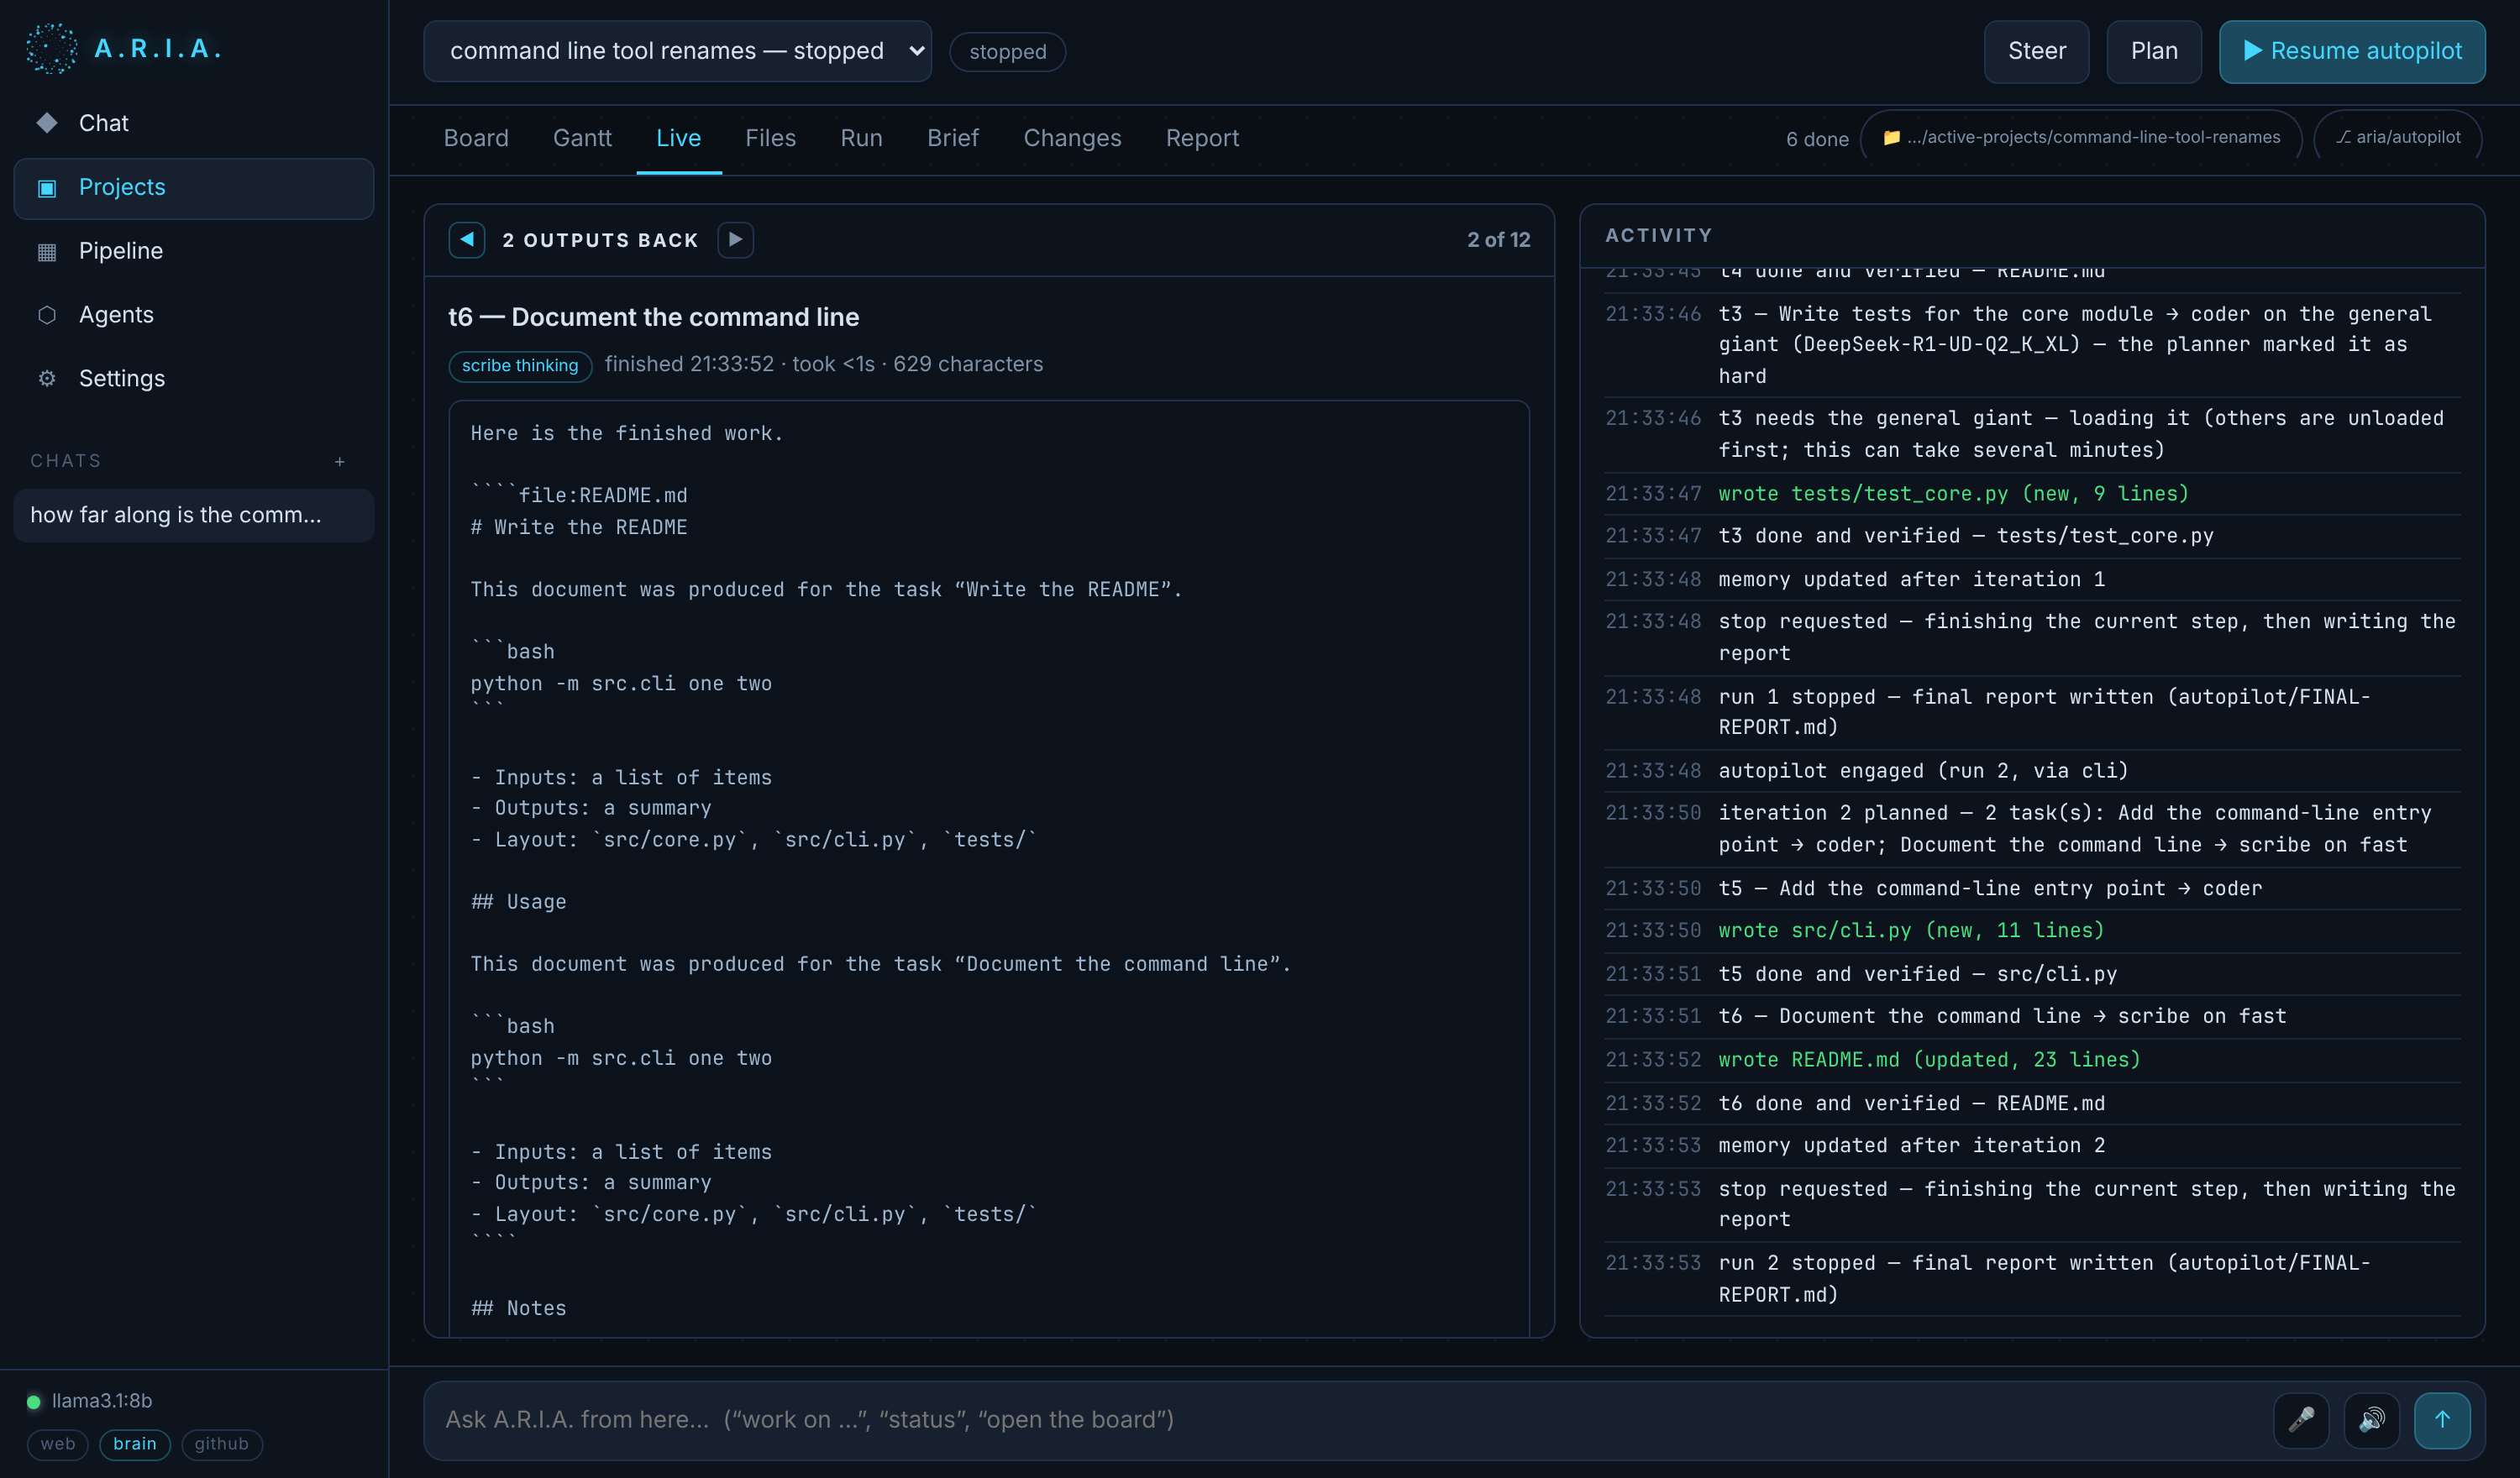 A.R.I.A.
Chat
Projects
Pipeline
Agents
Settings
CHATS +
how far along is the comm...
llama3.1:8b
web brain github
command line tool renames — stopped
stopped
Steer
Plan
▶ Resume autopilot
Board Gantt Live Files Run Brief Changes Report
6 done
.../active-projects/command-line-tool-renames
aria/autopilot
◀ 2 OUTPUTS BACK ▶ 2 of 12
t6 — Document the command line
scribe thinking finished 21:33:52 · took <1s · 629 characters
Here is the finished work.
````file:README.md
# Write the README
This document was produced for the task “Write the README”.
```bash
python -m src.cli one two
```
- Inputs: a list of items
- Outputs: a summary
- Layout: `src/core.py`, `src/cli.py`, `tests/`
## Usage
This document was produced for the task “Document the command line”.
```bash
python -m src.cli one two
```
- Inputs: a list of items
- Outputs: a summary
- Layout: `src/core.py`, `src/cli.py`, `tests/`
````
## Notes
ACTIVITY
21:33:45 t4 done and verified — README.md
21:33:46 t3 — Write tests for the core module → coder on the general
giant (DeepSeek-R1-UD-Q2_K_XL) — the planner marked it as
hard
21:33:46 t3 needs the general giant — loading it (others are unloaded
first; this can take several minutes)
21:33:47 wrote tests/test_core.py (new, 9 lines)
21:33:47 t3 done and verified — tests/test_core.py
21:33:48 memory updated after iteration 1
21:33:48 stop requested — finishing the current step, then writing the
report
21:33:48 run 1 stopped — final report written (autopilot/FINAL-
REPORT.md)
21:33:48 autopilot engaged (run 2, via cli)
21:33:50 iteration 2 planned — 2 task(s): Add the command-line entry
point → coder; Document the command line → scribe on fast
21:33:50 t5 — Add the command-line entry point → coder
21:33:50 wrote src/cli.py (new, 11 lines)
21:33:51 t5 done and verified — src/cli.py
21:33:51 t6 — Document the command line → scribe on fast
21:33:52 wrote README.md (updated, 23 lines)
21:33:52 t6 done and verified — README.md
21:33:53 memory updated after iteration 2
21:33:53 stop requested — finishing the current step, then writing the
report
21:33:53 run 2 stopped — final report written (autopilot/FINAL-
REPORT.md)
Ask A.R.I.A. from here... (“work on ...”, “status”, “open the board”)